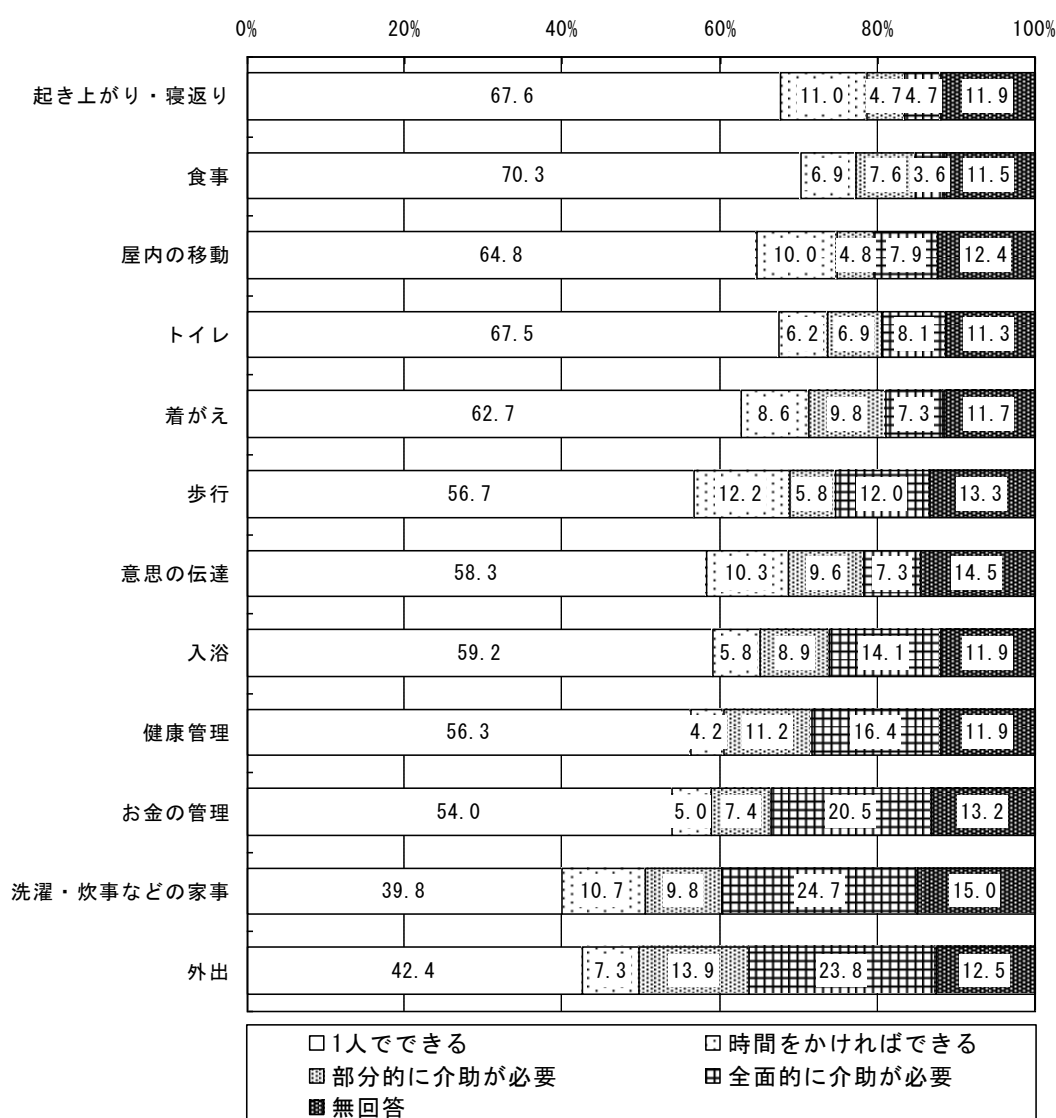 0% 20% 40% 60% 80% 100%
起き上がり・寝返り 67.6 11.0 4.7 4.7 11.9
食事 70.3 6.9 7.6 3.6 11.5
屋内の移動 64.8 10.0 4.8 7.9 12.4
トイレ 67.5 6.2 6.9 8.1 11.3
着がえ 62.7 8.6 9.8 7.3 11.7
歩行 56.7 12.2 5.8 12.0 13.3
意思の伝達 58.3 10.3 9.6 7.3 14.5
入浴 59.2 5.8 8.9 14.1 11.9
健康管理 56.3 4.2 11.2 16.4 11.9
お金の管理 54.0 5.0 7.4 20.5 13.2
洗濯・炊事などの家事 39.8 10.7 9.8 24.7 15.0
外出 42.4 7.3 13.9 23.8 12.5
1人でできる 時間をかければできる
部分的に介助が必要 全面的に介助が必要
無回答